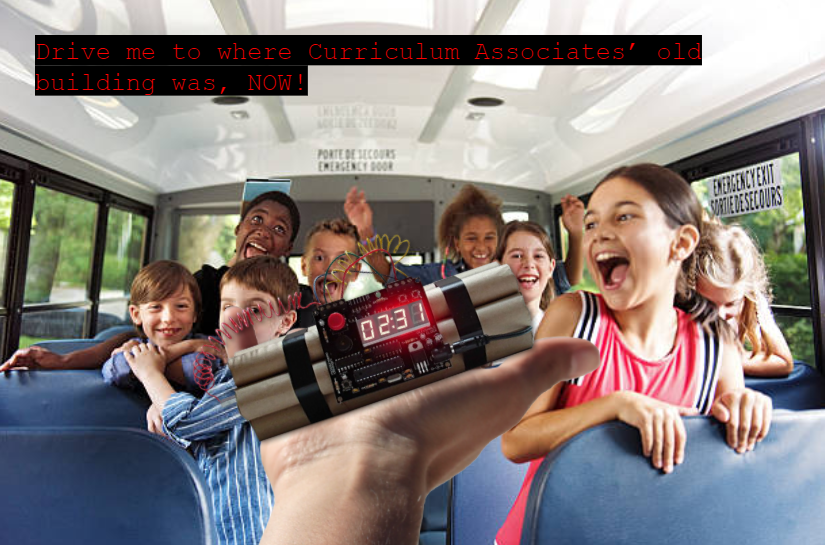 Drive me to where Curriculum Associates’ old
building was, NOW!
EMERGENCY DOOR
SORTIE DE SECOURS
PORTE DE SECOURS
EMERGENCY DOOR
EMERGENCY EXIT
SORTIE DE SECOURS
02:31